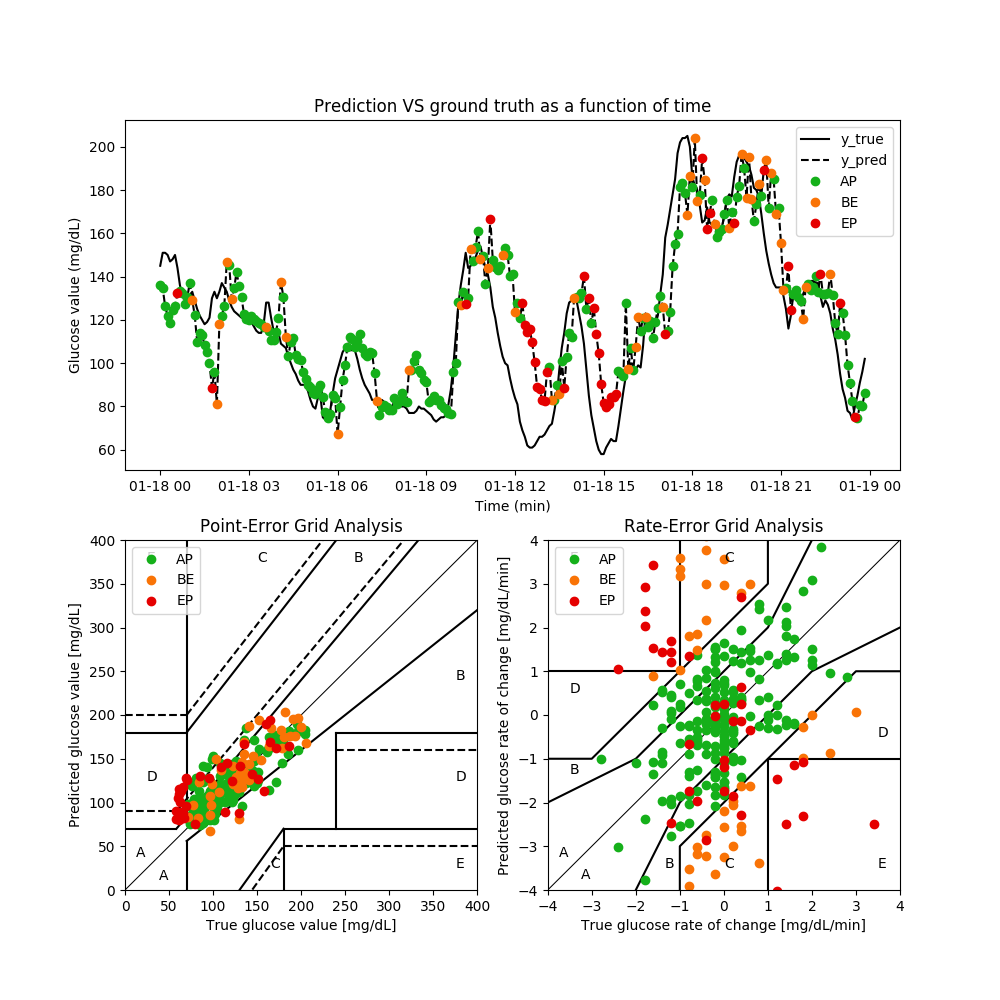 Prediction VS ground truth as a function of time
Glucose value (mg/dL)
200
180
160
140
120
100
80
60
y_true
y_pred
AP
BE
EP
01-18 00 01-18 03 01-18 06 01-18 09 01-18 12 01-18 15 01-18 18 01-18 21 01-19 00
Time (min)
Point-Error Grid Analysis
Predicted glucose value [mg/dL]
400
350
300
250
200
150
100
50
0
AP
BE
EP
C B
B
D D
A
A
C E
0 50 100 150 200 250 300 350 400
True glucose value [mg/dL]
Rate-Error Grid Analysis
Predicted glucose rate of change [mg/dL/min]
4
3
2
1
0
−1
−2
−3
−4
AP
BE
EP
C
D
D
B
A
A
B C E
−4 −3 −2 −1 0 1 2 3 4
True glucose rate of change [mg/dL/min]